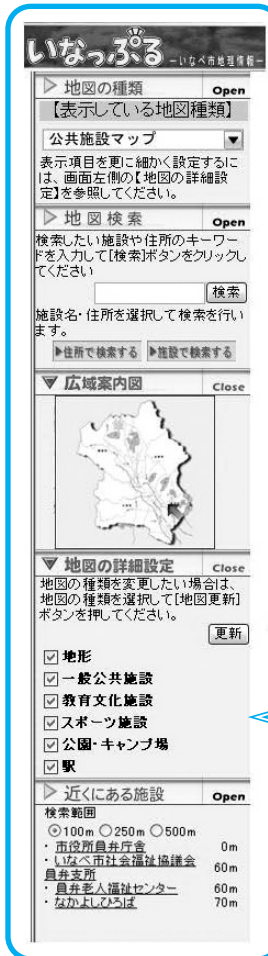 いなっぷる －いなべ市地理情報－
▷ 地図の種類 Open
【表示している地図種類】
公共施設マップ
表示項目を更に細かく設定するに
は、画面左側の【地図の詳細設
定】を参照してください。
▷ 地図検索 Open
検索したい施設や住所のキーワー
ドを入力して[検索]ボタンをクリックし
てください
検索
施設名・住所を選択して検索を行い
ます。
▶住所で検索する ▶施設で検索する
▼ 広域案内図 Close
▼ 地図の詳細設定 Close
地図の種類を変更したい場合は、
地図の種類を選択して[地図更新]
ボタンを押してください。
更新
地形
一般公共施設
教育文化施設
スポーツ施設
公園・キャンプ場
駅
▷ 近くにある施設 Open
検索範囲
100m 250m 500m
・ 市役所員弁庁舎 0m
・ いなべ市社会福祉協議会
員弁支所 60m
・ 員弁老人福祉センター 60m
・ なかよしひろば 70m